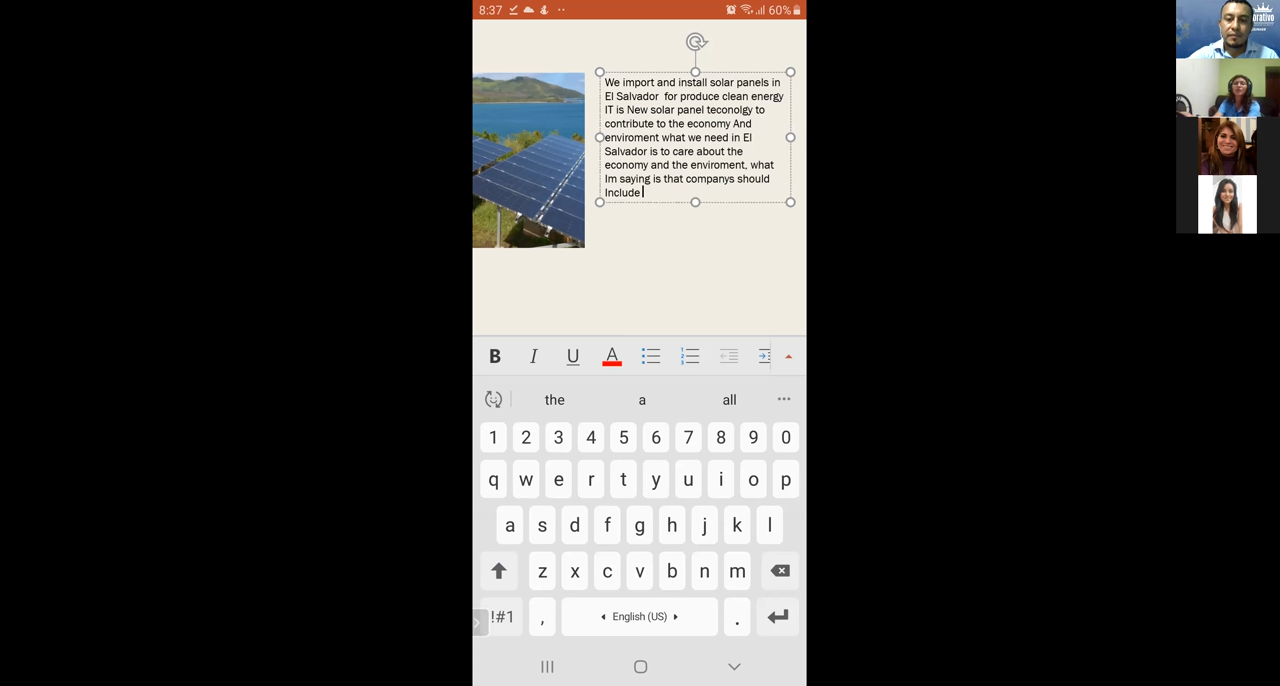 8:37
60%
We import and install solar panels in
El Salvador  for produce clean energy
IT is New solar panel teconolgy to
contribute to the economy And
enviroment what we need in El
Salvador is to care about the
economy and the enviroment, what
Im saying is that companys should
Include
B I U A
the a all
1 2 3 4 5 6 7 8 9 0
q w e r t y u i o p
a s d f g h j k l
z x c v b n m
!#1 , English (US) .
orativo